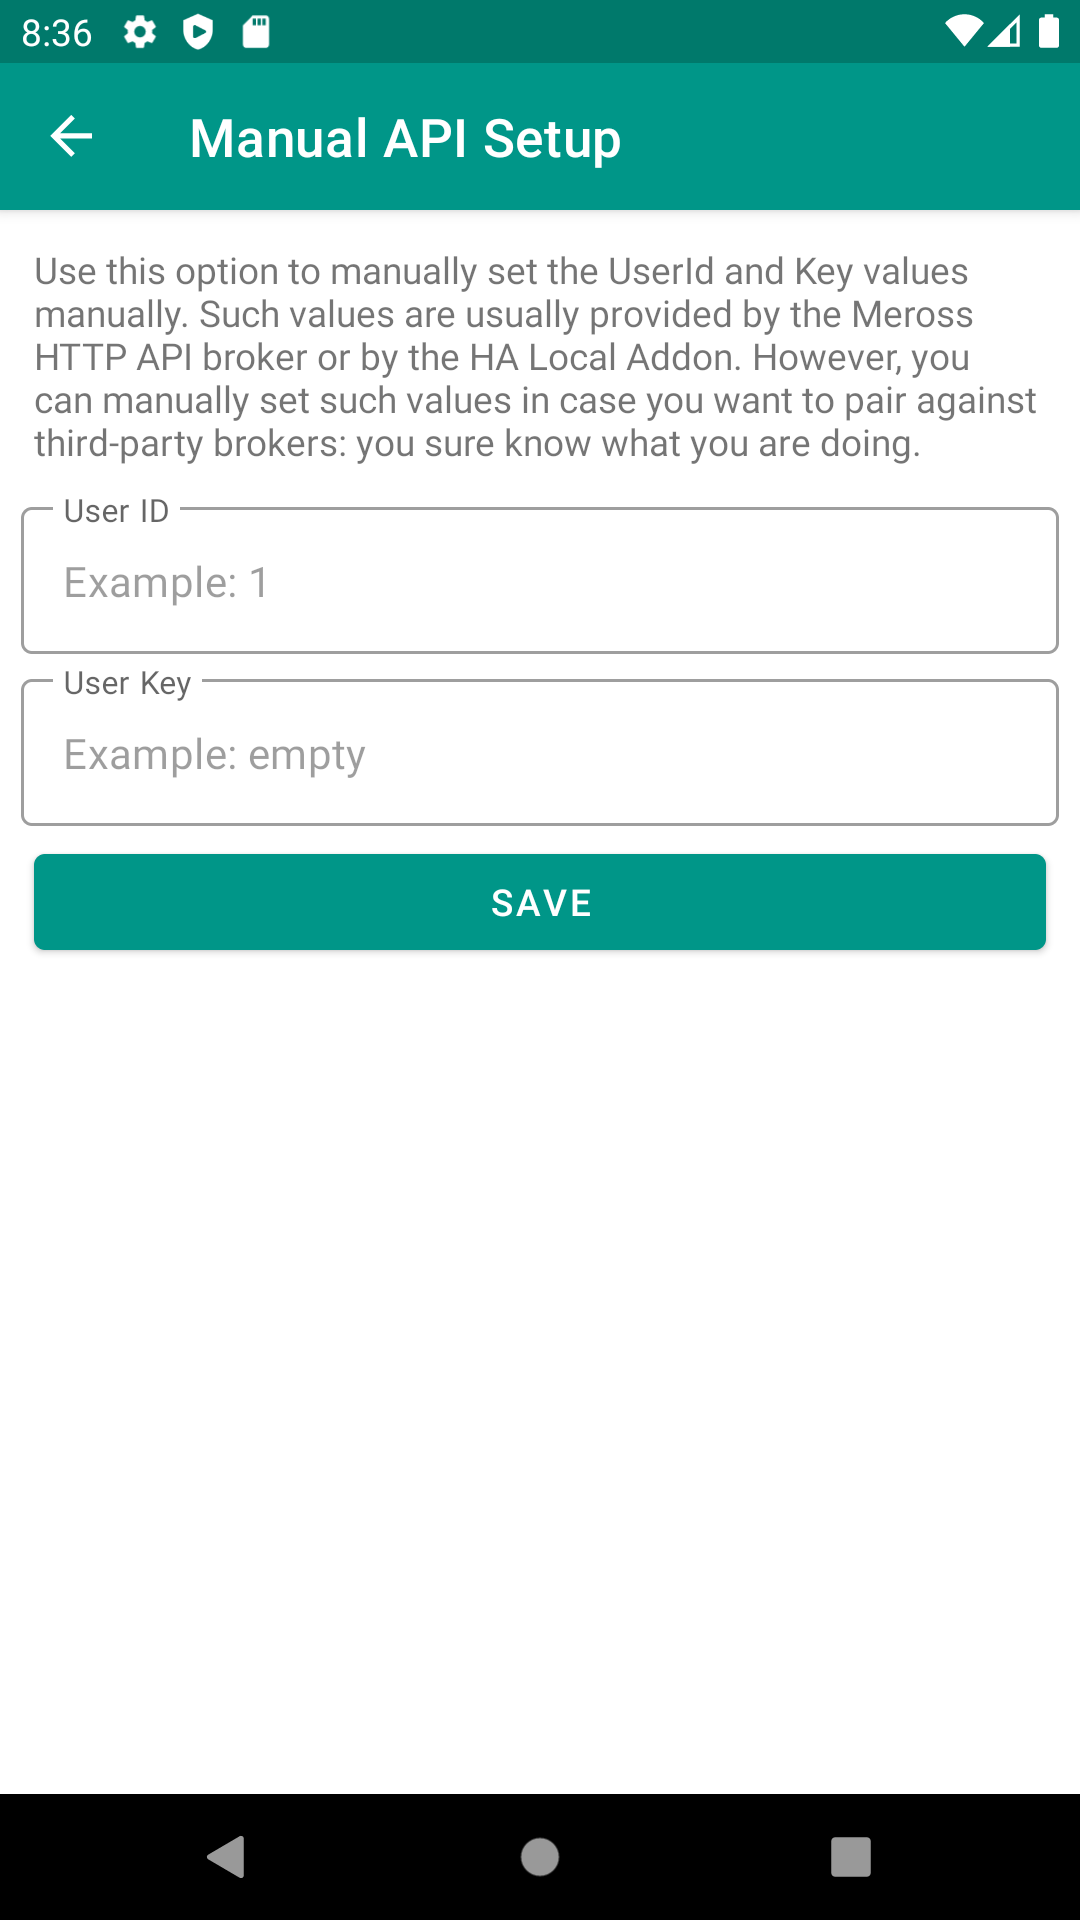 8:36
Manual API Setup
Use this option to manually set the UserId and Key values
manually. Such values are usually provided by the Meross
HTTP API broker or by the HA Local Addon. However, you
can manually set such values in case you want to pair against
third-party brokers: you sure know what you are doing.
User ID
Example: 1
User Key
Example: empty
SAVE